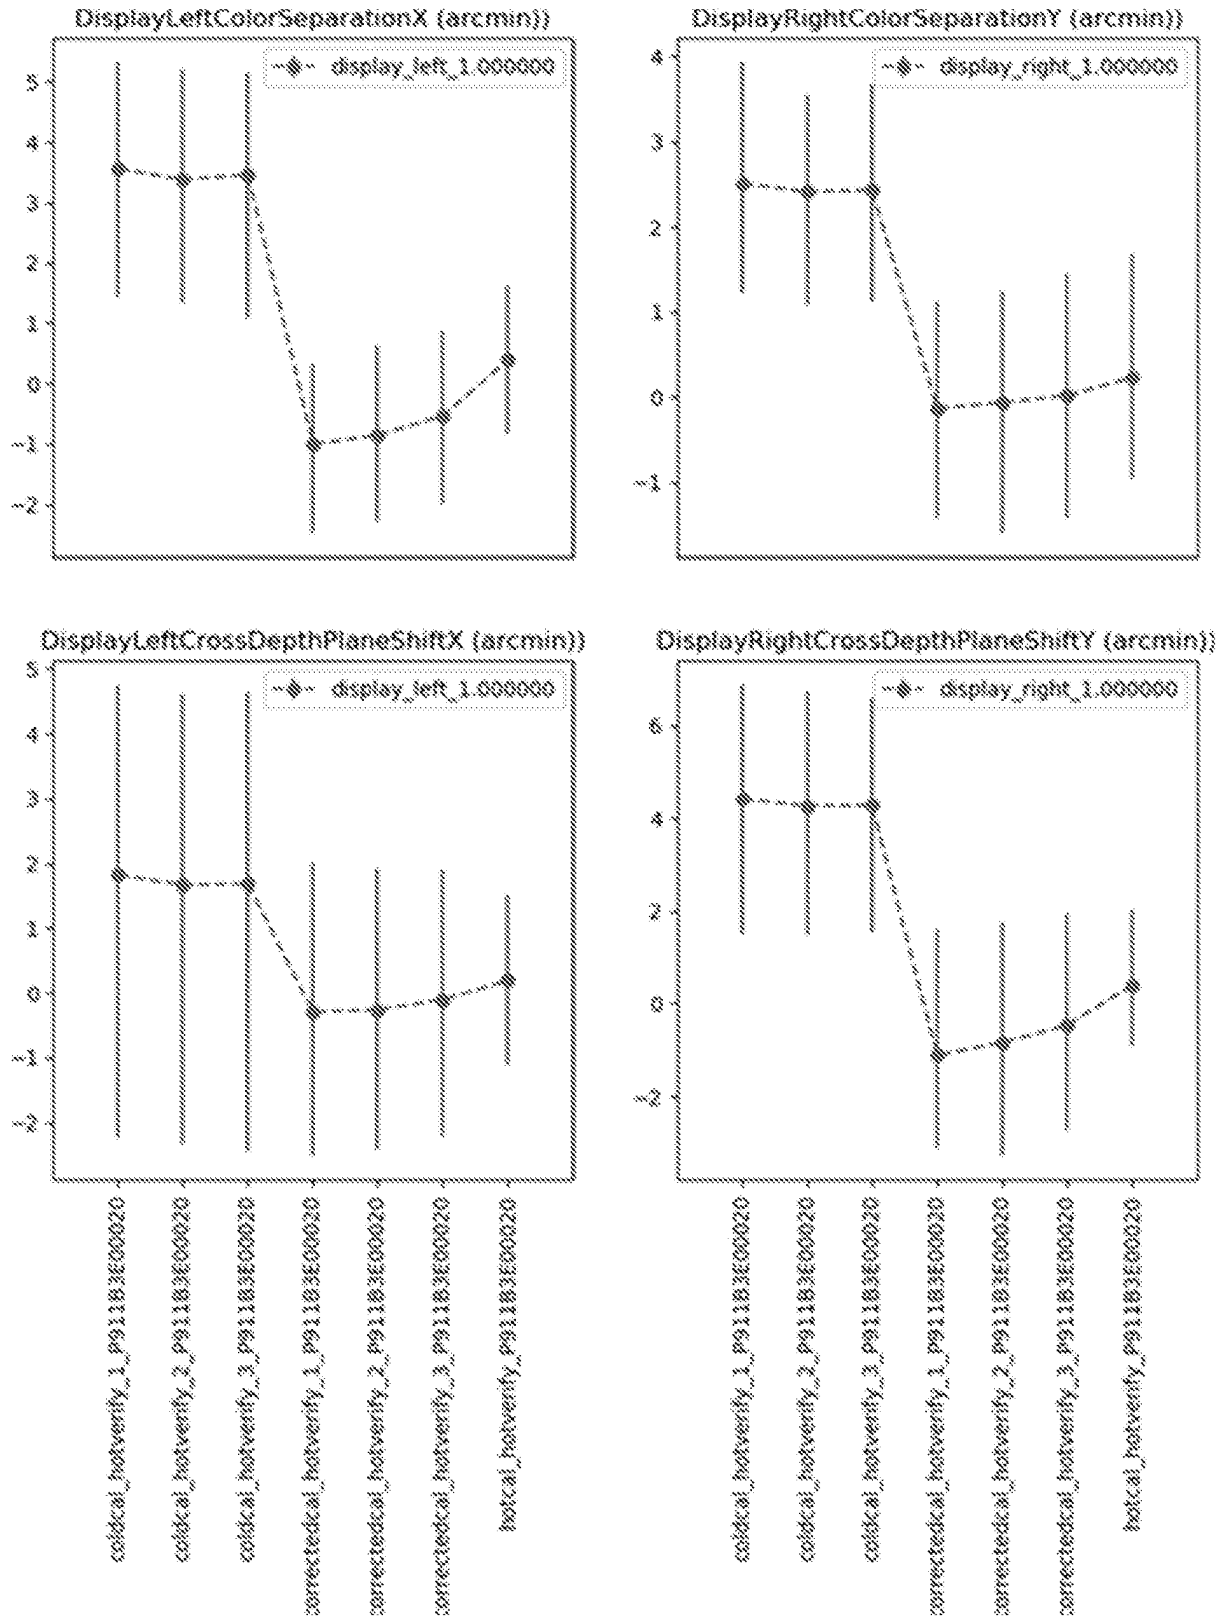 DisplayLeftColorSeparationX (arcmin))
display_left_1.000000
5
4
3
2
1
0
-1
-2
DisplayRightColorSeparationY (arcmin))
display_right_1.000000
4
3
2
1
0
-1
DisplayLeftCrossDepthPlaneShiftX (arcmin))
display_left_1.000000
5
4
3
2
1
0
-1
-2
coldcal_hotverify_1_P911B3E00020
coldcal_hotverify_2_P911B3E00020
coldcal_hotverify_3_P911B3E00020
correctedcal_hotverify_1_P911B3E00020
correctedcal_hotverify_2_P911B3E00020
correctedcal_hotverify_3_P911B3E00020
hotcal_hotverify_P911B3E00020
DisplayRightCrossDepthPlaneShiftY (arcmin))
display_right_1.000000
6
4
2
0
-2
coldcal_hotverify_1_P911B3E00020
coldcal_hotverify_2_P911B3E00020
coldcal_hotverify_3_P911B3E00020
correctedcal_hotverify_1_P911B3E00020
correctedcal_hotverify_2_P911B3E00020
correctedcal_hotverify_3_P911B3E00020
hotcal_hotverify_P911B3E00020